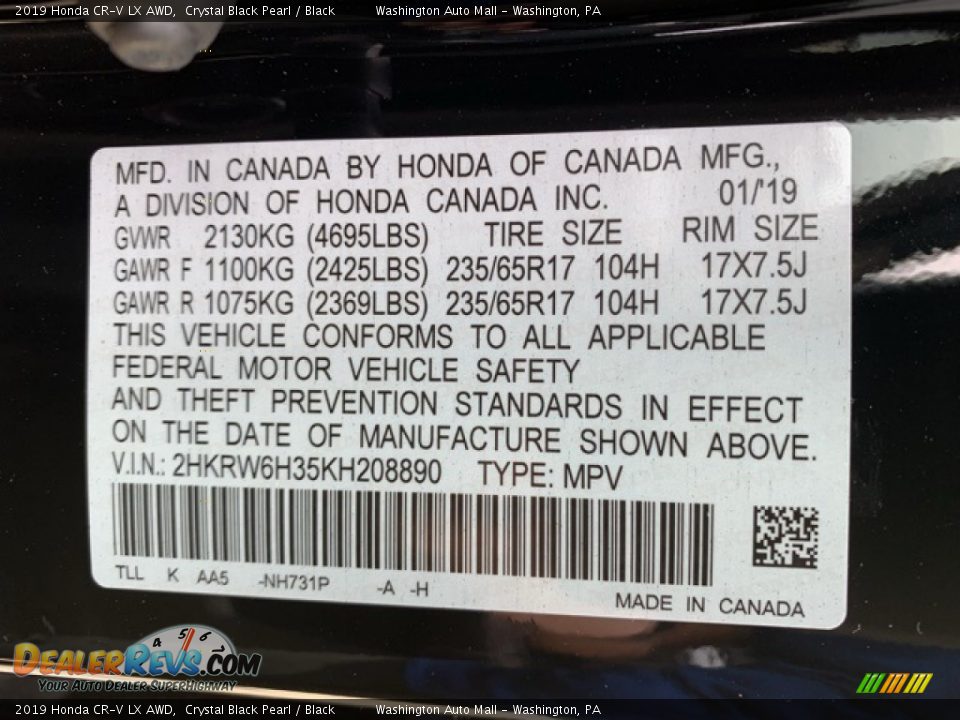 2019 Honda CR-V LX AWD, Crystal Black Pearl / Black Washington Auto Mall - Washington, PA
MFD. IN CANADA BY HONDA OF CANADA MFG.,
A DIVISION OF HONDA CANADA INC. 01/'19
GVWR 2130KG (4695LBS) TIRE SIZE RIM SIZE
GAWR F 1100KG (2425LBS) 235/65R17 104H 17X7.5J
GAWR R 1075KG (2369LBS) 235/65R17 104H 17X7.5J
THIS VEHICLE CONFORMS TO ALL APPLICABLE
FEDERAL MOTOR VEHICLE SAFETY
AND THEFT PREVENTION STANDARDS IN EFFECT
ON THE DATE OF MANUFACTURE SHOWN ABOVE.
V.I.N.: 2HKRW6H35KH208890 TYPE: MPV
TLL K AA5 -NH731P -A -H
MADE IN CANADA
4 5 6
DEALERREVS.COM
YOUR AUTO DEALER SUPERHIGHWAY
2019 Honda CR-V LX AWD, Crystal Black Pearl / Black Washington Auto Mall - Washington, PA